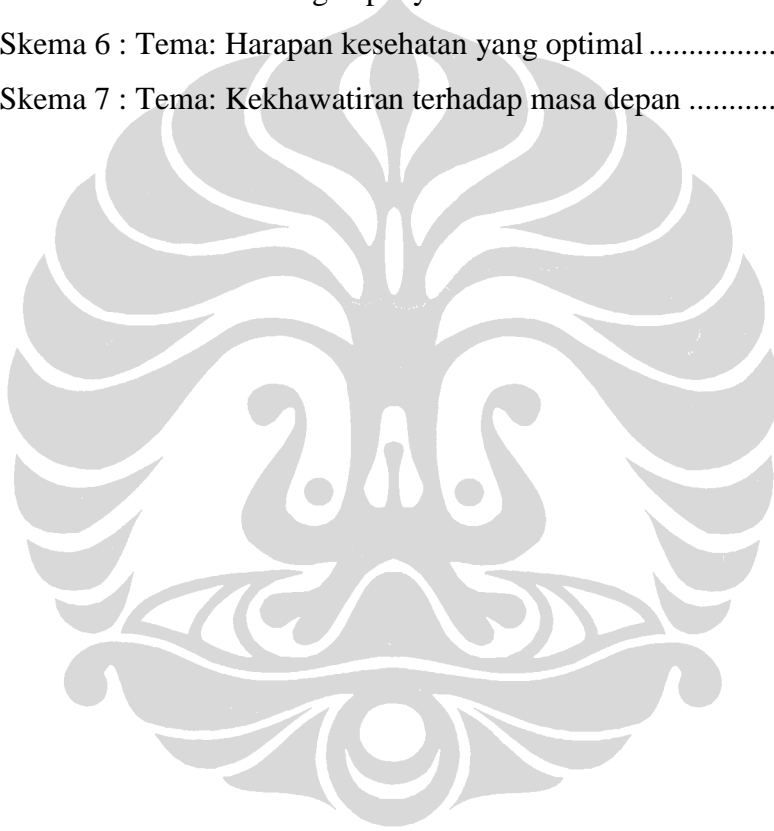 Skema 6 : Tema: Harapan kesehatan yang optimal ................
Skema 7 : Tema: Kekhawatiran terhadap masa depan ...........